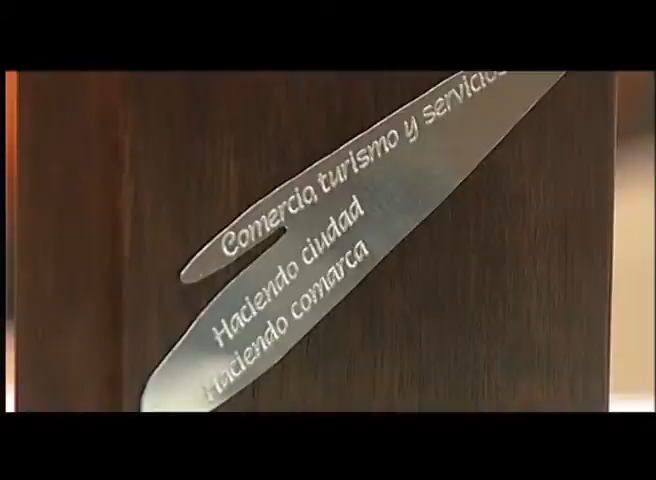 Comercio, turismo y servicios
Haciendo ciudad
Haciendo comarca